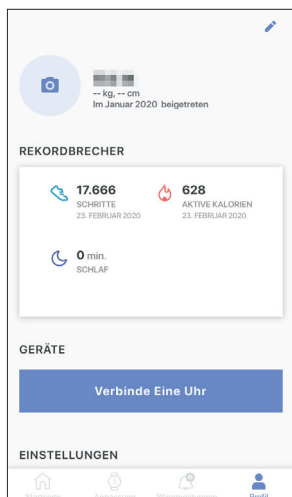 -- kg, -- cm
Im Januar 2020 beigetreten
REKORDBRECHER
17.666
SCHRITTE
23. FEBRUAR 2020
628
AKTIVE KALORIEN
23. FEBRUAR 2020
0 min.
SCHLAF
GERÄTE
Verbinde Eine Uhr
EINSTELLUNGEN
Startseite
Profil